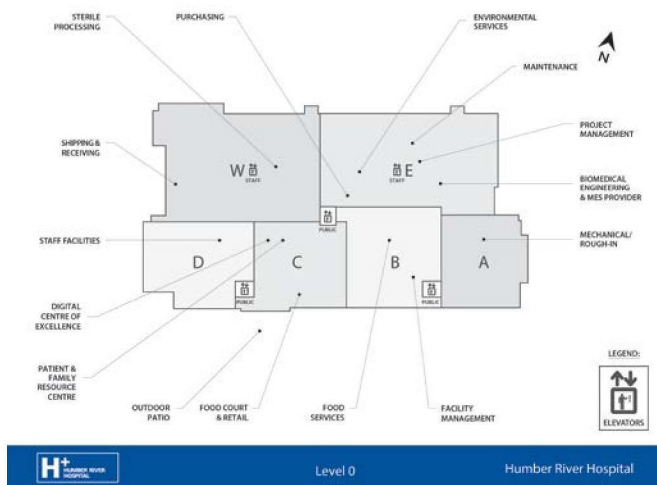 STERILE
PROCESSING
PURCHASING
ENVIRONMENTAL
SERVICES
N
MAINTENANCE
SHIPPING &
RECEIVING
W
STAFF
E
STAFF
PROJECT
MANAGEMENT
BIOMEDICAL
ENGINEERING
& MES PROVIDER
PUBLIC
STAFF FACILITIES
D
C
B
A
MECHANICAL/
ROUGH-IN
PUBLIC
PUBLIC
DIGITAL
CENTRE OF
EXCELLENCE
PATIENT &
FAMILY
RESOURCE
CENTRE
OUTDOOR
PATIO
FOOD COURT
& RETAIL
FOOD
SERVICES
FACILITY
MANAGEMENT
LEGEND:
ELEVATORS
H+
HUMBER RIVER
HOSPITAL
Level 0
Humber River Hospital